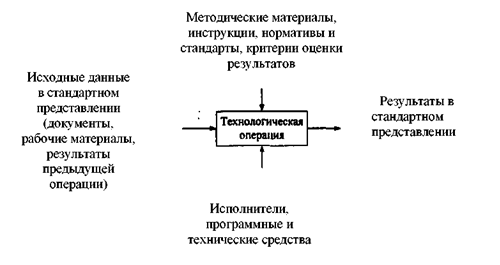 Методические материалы,
инструкции, нормативы и
стандарты, критерии оценки
результатов
Исходные данные
в стандартном
представлении
(документы,
рабочие материалы,
результаты
предыдущей
операции)
Технологическая
операция
Результаты в
стандартном
представлении
Исполнители,
программные и
технические средства